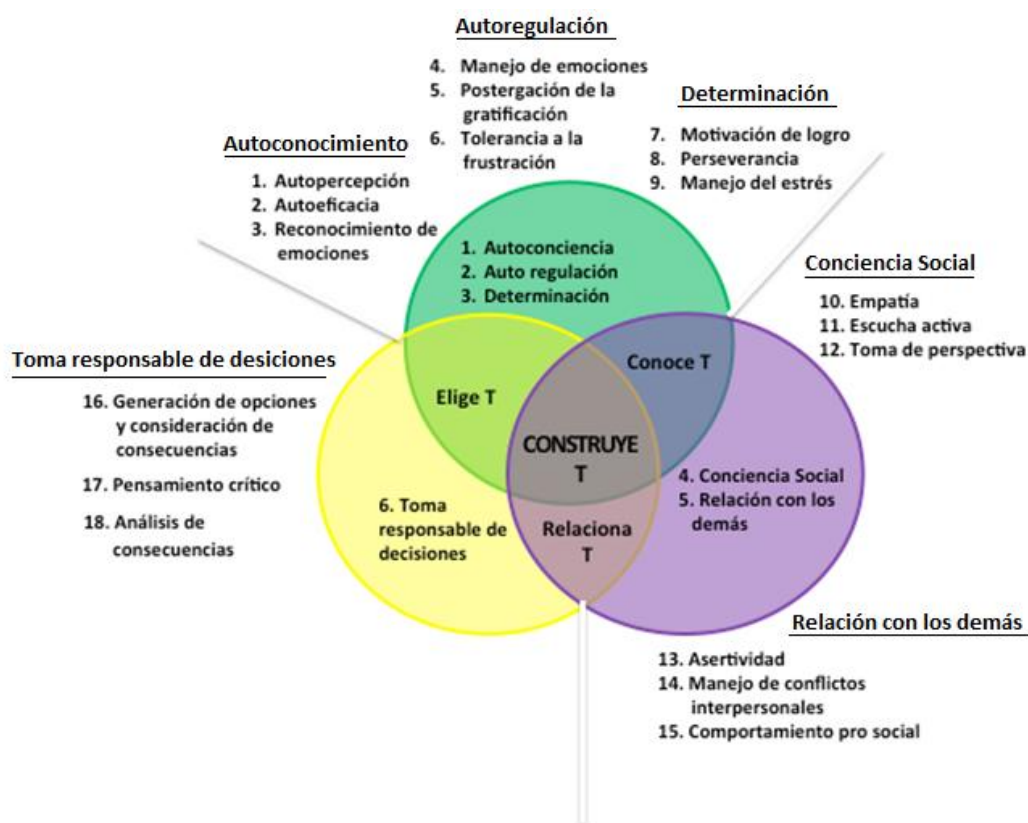 Autoregulación
4. Manejo de emociones
5. Postergación de la
gratificación
6. Tolerancia a la
frustración
Determinación
7. Motivación de logro
8. Perseverancia
9. Manejo del estrés
Autoconocimiento
1. Autopercepción
2. Autoeficacia
3. Reconocimiento de
emociones
1. Autoconciencia
2. Auto regulación
3. Determinación
Conciencia Social
10. Empatía
11. Escucha activa
12. Toma de perspectiva
Toma responsable de desiciones
16. Generación de opciones
y consideración de
consecuencias
17. Pensamiento crítico
18. Análisis de
consecuencias
Elige T
Conoce T
CONSTRUYE
T
6. Toma
responsable de
decisiones
Relaciona
T
4. Conciencia Social
5. Relación con los
demás
Relación con los demás
13. Asertividad
14. Manejo de conflictos
interpersonales
15. Comportamiento pro social